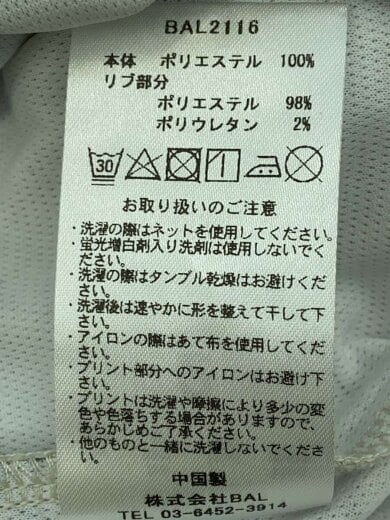 BAL2116
本体 ポリエステル 100%
リブ部分
ポリエステル 98%
ポリウレタン 2%
30
お取り扱いのご注意
・洗濯の際はネットを使用してください。
・蛍光増白剤入り洗剤は使用しないでく
ださい。
・洗濯の際はタンブル乾燥はお避けくだ
さい。
・洗濯後は速やかに形を整えて干して下
さい。
・アイロンの際はあて布を使用してくだ
さい。
・プリント部分へのアイロンはお避け下
さい。
・プリントは洗濯や摩擦により多少の変
色や色落ちする場合がありますので、
あらかじめご了承ください。
・他のものと一緒に洗濯しないでくださ
い。
中国製
株式会社BAL
TEL 03-6452-3914